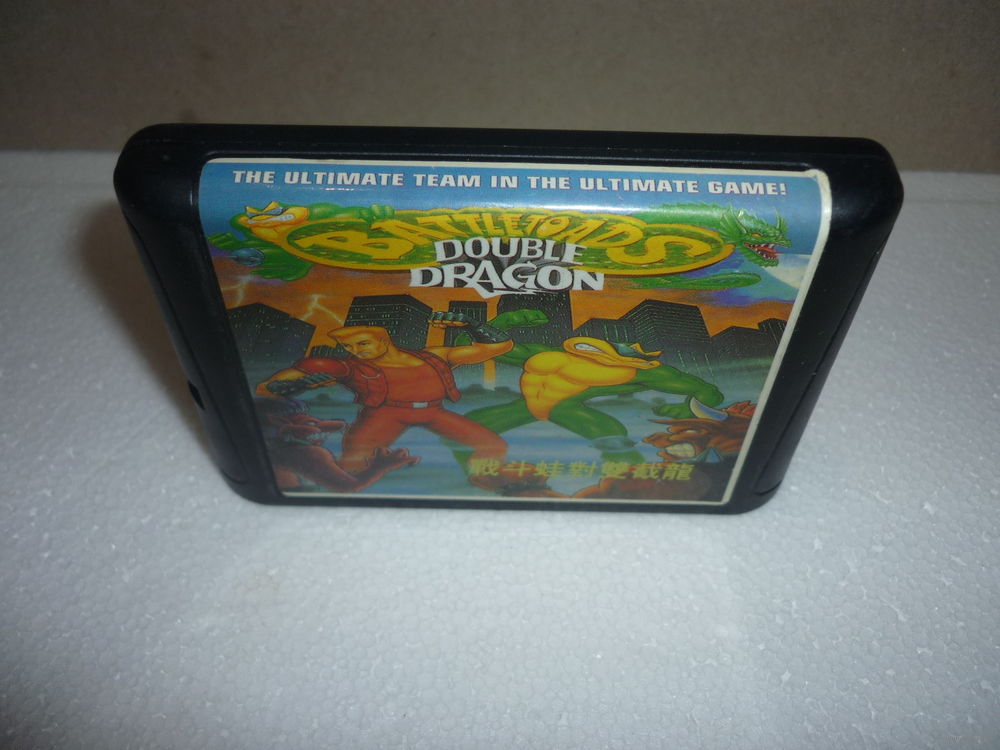 THE ULTIMATE TEAM IN THE ULTIMATE GAME!
BATTLETOADS
DOUBLE
DRAGON
戰斗蛙對雙截龍